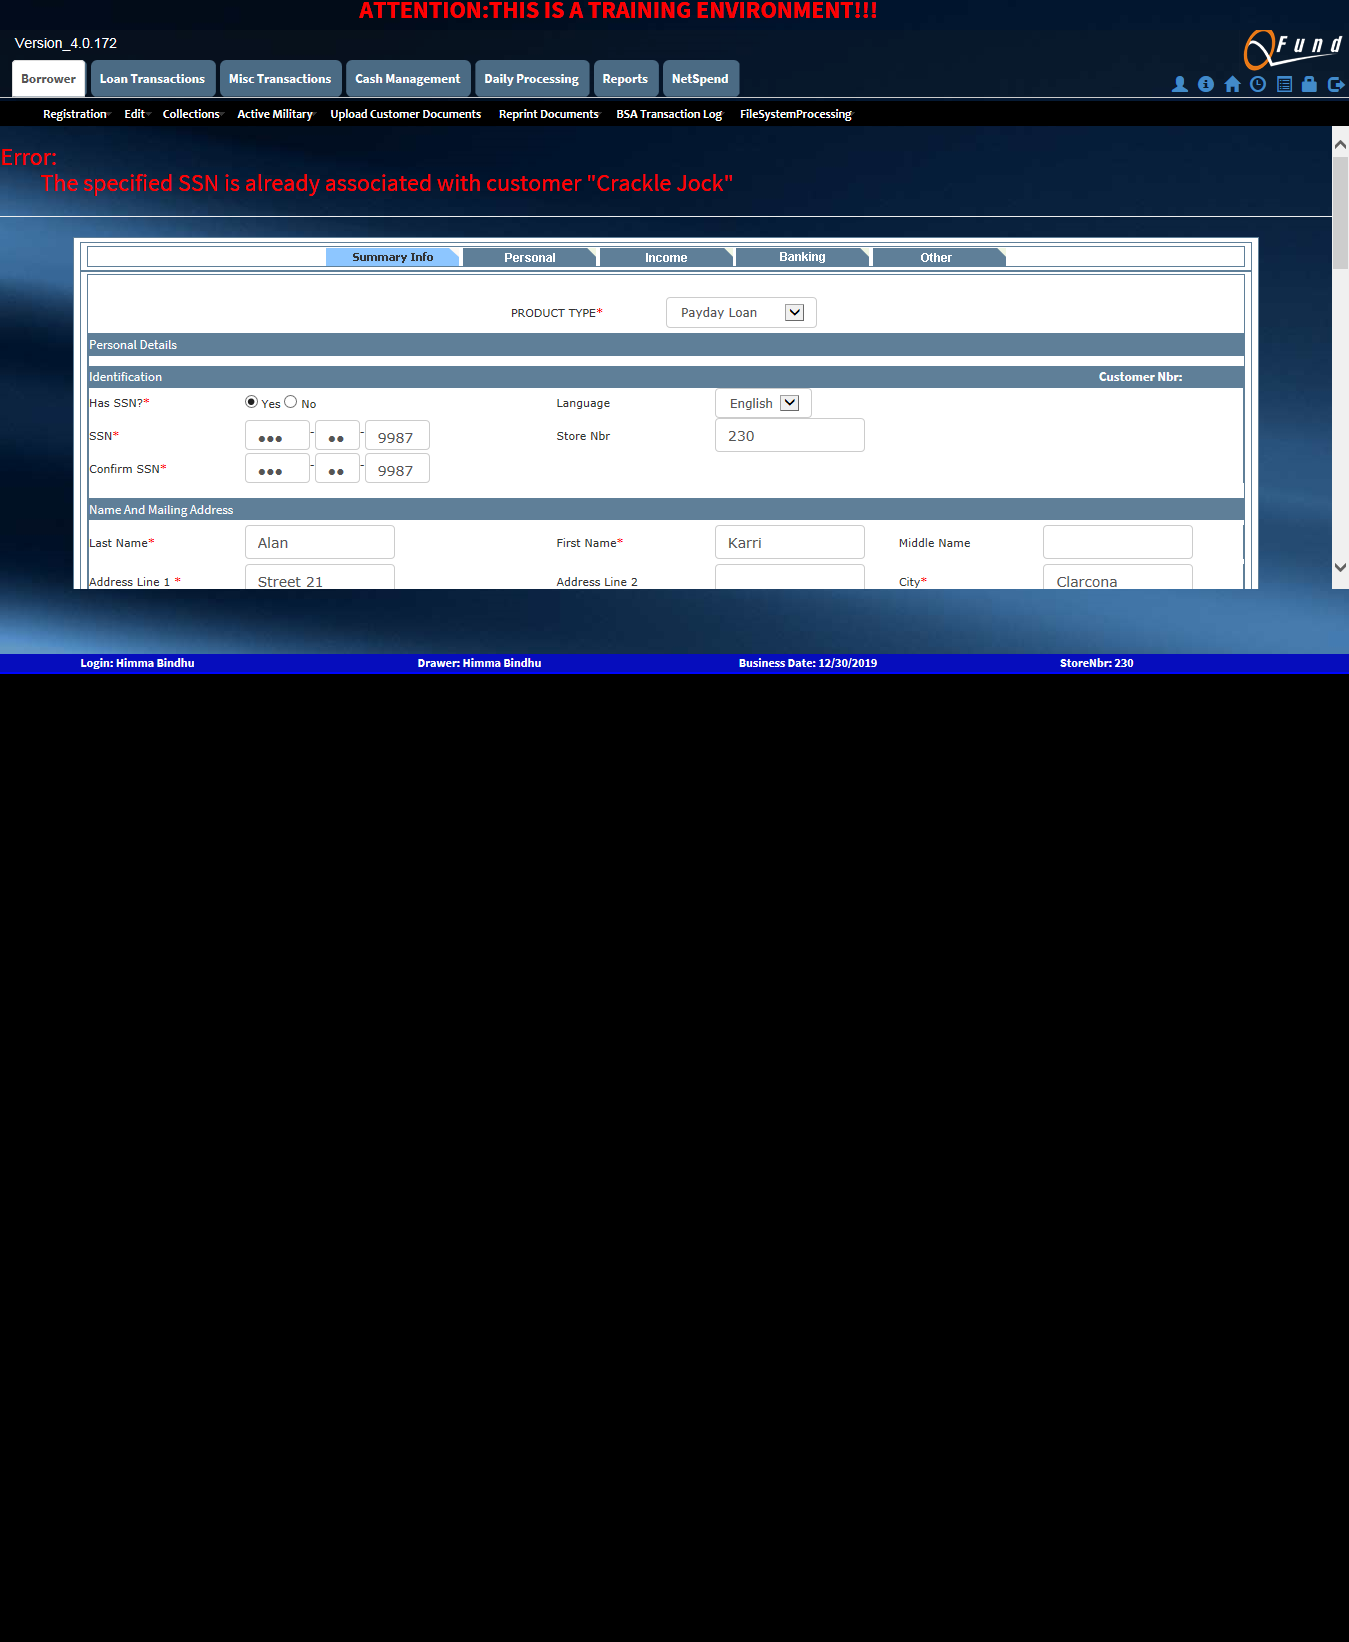 ATTENTION:THIS IS A TRAINING ENVIRONMENT!!!
Version_4.0.172
QFund
Borrower Loan Transactions Misc Transactions Cash Management Daily Processing Reports NetSpend
Registration Edit Collections Active Military Upload Customer Documents Reprint Documents BSA Transaction Log FileSystemProcessing
Error:
The specified SSN is already associated with customer "Crackle Jock"
Summary Info Personal Income Banking Other
PRODUCT TYPE* Payday Loan
Personal Details
Identification Customer Nbr:
Has SSN?* Yes No Language English
SSN* ●●● - ●● - 9987 Store Nbr 230
Confirm SSN* ●●● - ●● - 9987
Name And Mailing Address
Last Name* Alan First Name* Karri Middle Name
Address Line 1 * Street 21 Address Line 2 City* Clarcona
Login: Himma Bindhu Drawer: Himma Bindhu Business Date: 12/30/2019 StoreNbr: 230